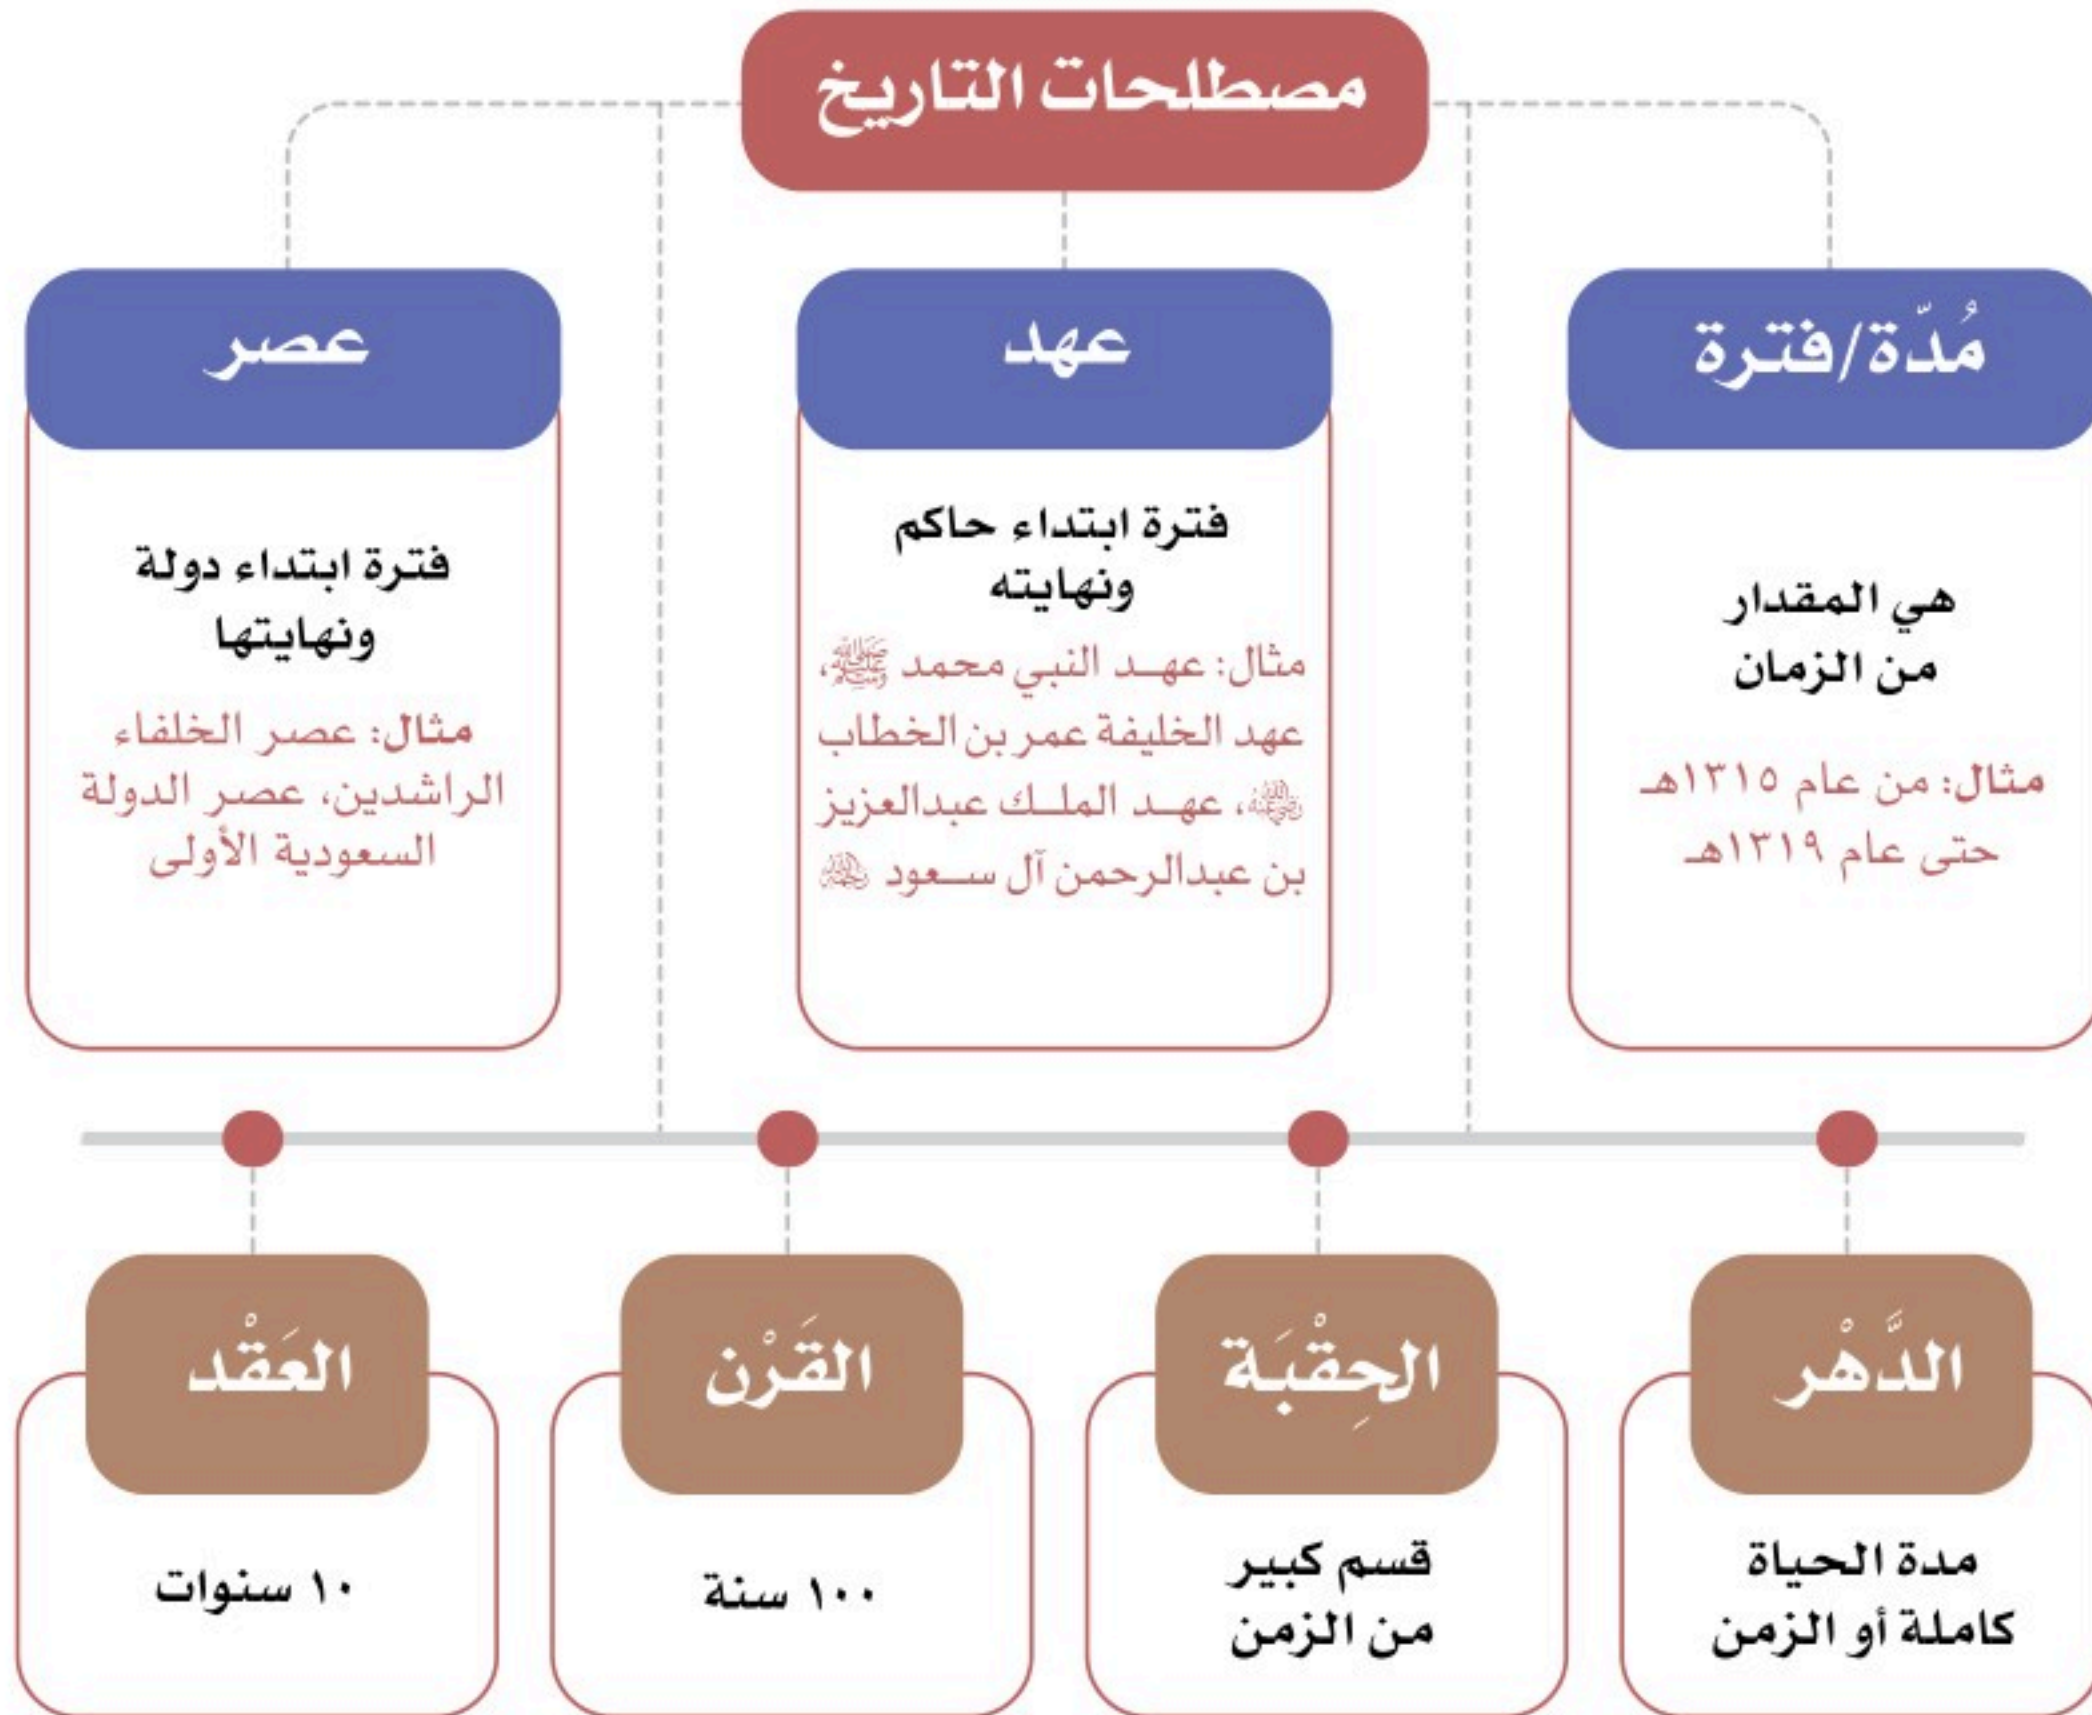 مصطلحات التاريخ
مُدّة/فترة
هي المقدار
من الزمان
مثال: من عام ١٣١٥هـ
حتى عام ١٣١٩هـ
عهد
فترة ابتداء حاكم
ونهايته
مثال: عهد النبي محمد ﷺ،
عهد الخليفة عمر بن الخطاب
رضي الله عنه، عهد الملك عبدالعزيز
بن عبدالرحمن آل سعود رحمه الله
عصر
فترة ابتداء دولة
ونهايتها
مثال: عصر الخلفاء
الراشدين، عصر الدولة
السعودية الأولى
الدَّهْر
مدة الحياة
كاملة أو الزمن
الحِقْبَة
قسم كبير
من الزمن
القَرْن
١٠٠ سنة
العَقْد
١٠ سنوات